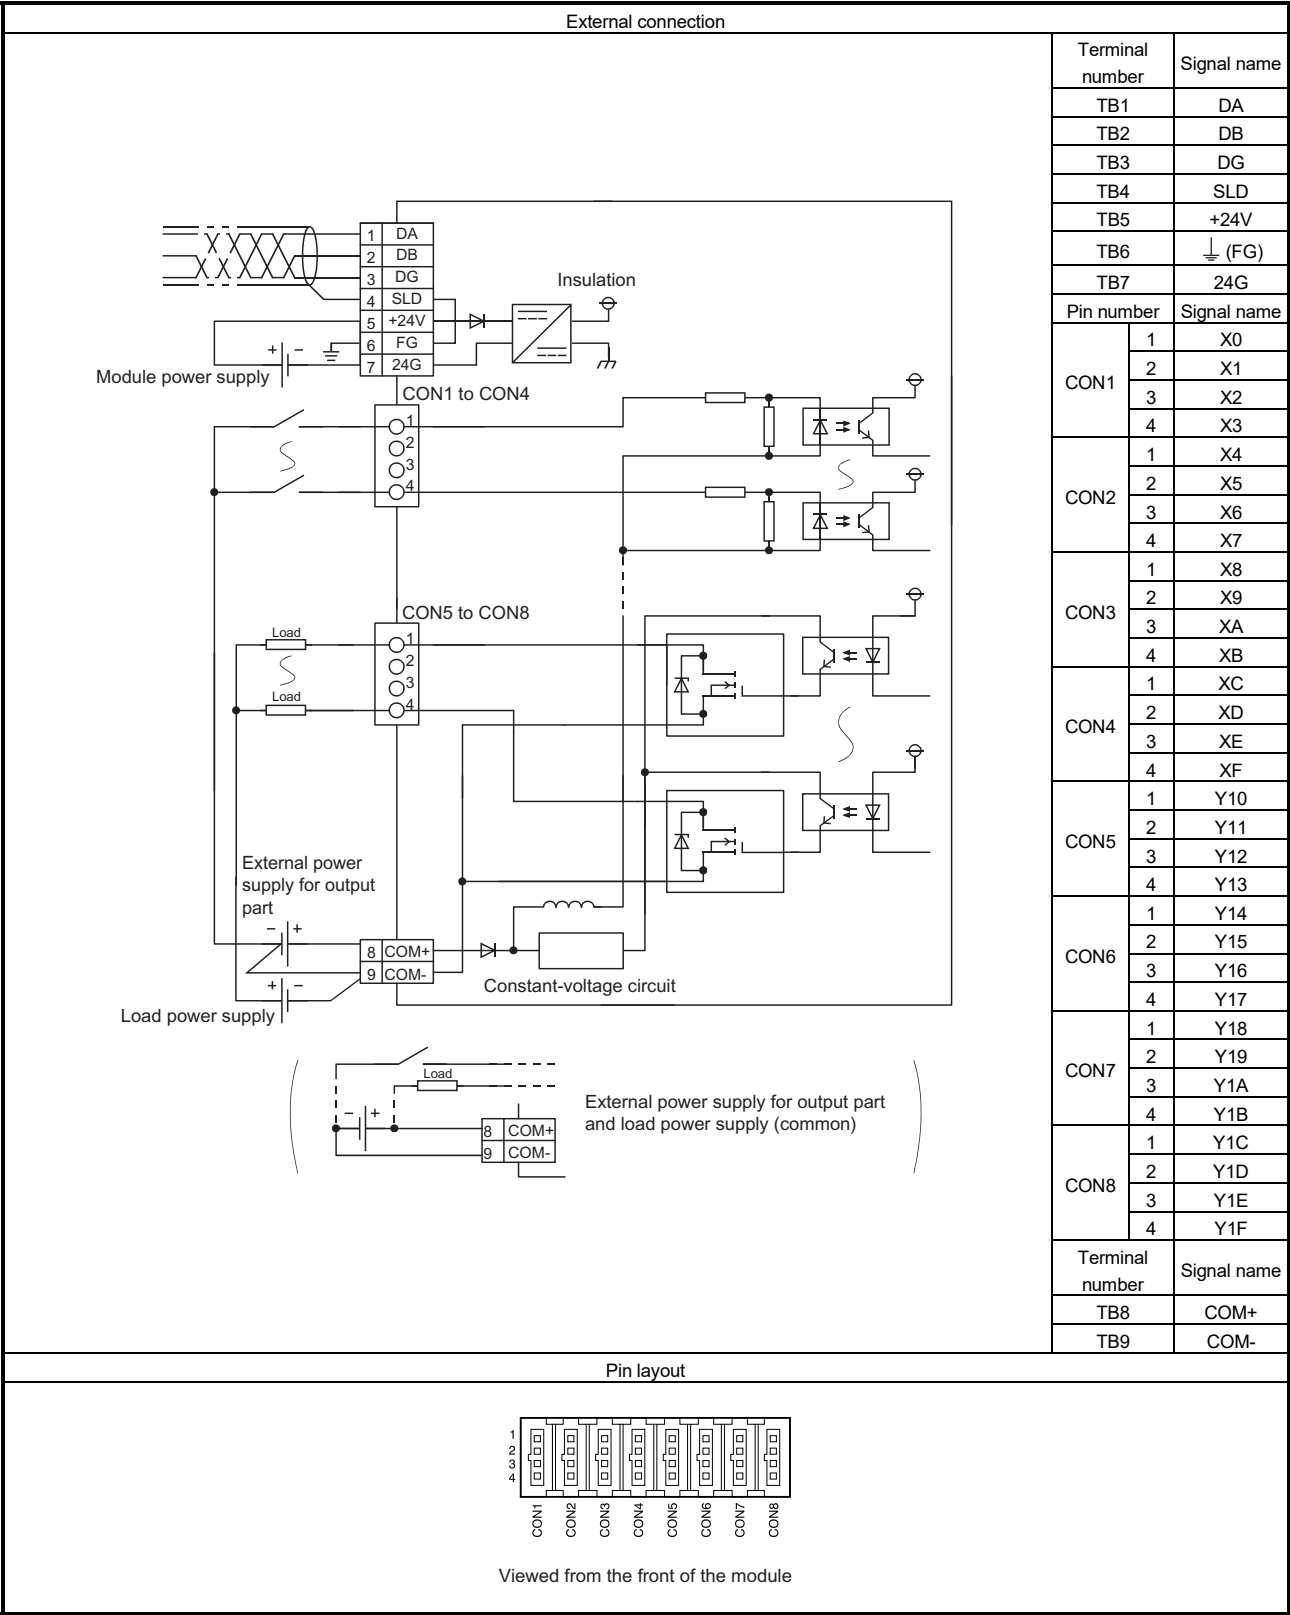 External connection
Terminal number Signal name
TB1 DA
TB2 DB
TB3 DG
TB4 SLD
TB5 +24V
TB6 (FG)
TB7 24G
Pin number Signal name
CON1
1 X0
2 X1
3 X2
4 X3
CON2
1 X4
2 X5
3 X6
4 X7
CON3
1 X8
2 X9
3 XA
4 XB
CON4
1 XC
2 XD
3 XE
4 XF
CON5
1 Y10
2 Y11
3 Y12
4 Y13
CON6
1 Y14
2 Y15
3 Y16
4 Y17
CON7
1 Y18
2 Y19
3 Y1A
4 Y1B
CON8
1 Y1C
2 Y1D
3 Y1E
4 Y1F
Terminal number Signal name
TB8 COM+
TB9 COM-
1 DA
2 DB
3 DG
4 SLD
5 +24V
6 FG
7 24G
Insulation
+ −
Module power supply
CON1 to CON4
1
2
3
4
CON5 to CON8
Load
1
2
3
Load
4
External power
supply for output
part
− +
8 COM+
9 COM-
Constant-voltage circuit
+ −
Load power supply
Load
− +
8 COM+
9 COM-
External power supply for output part
and load power supply (common)
Pin layout
1
2
3
4
CON1
CON2
CON3
CON4
CON5
CON6
CON7
CON8
Viewed from the front of the module